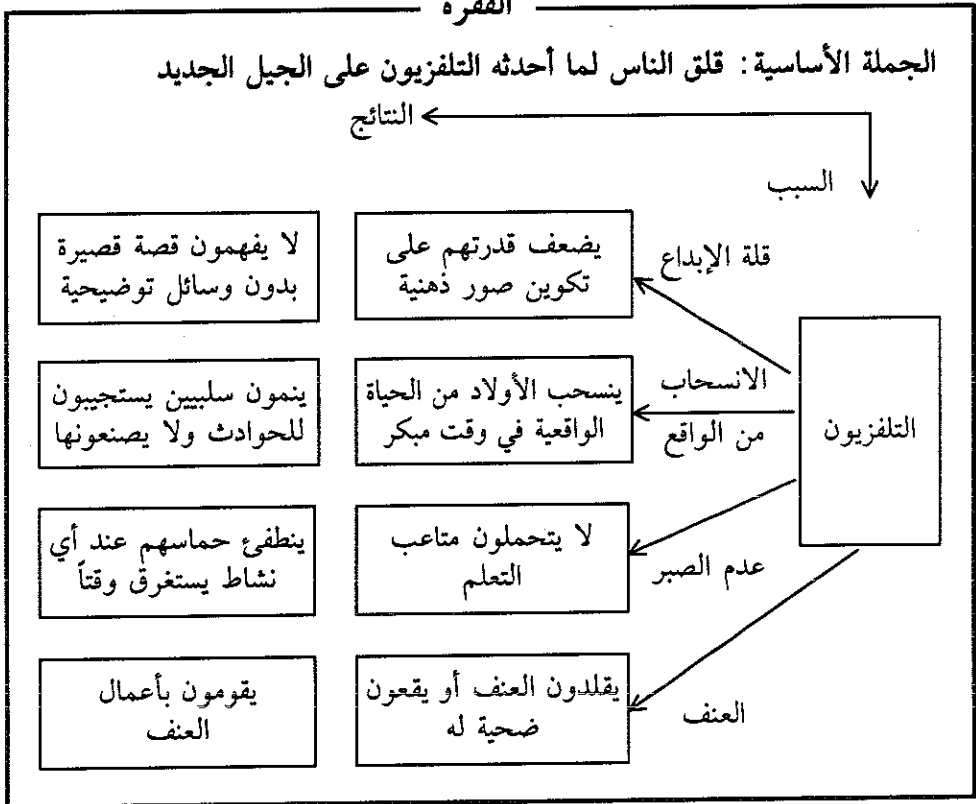 الفقرة
الجملة الأساسية: قلق الناس لما أحدثه التلفزيون على الجيل الجديد
النتائج
السبب
التلفزيون
قلة الإبداع
يضعف قدرتهم على
تكوين صور ذهنية
لا يفهمون قصة قصيرة
بدون وسائل توضيحية
الانسحاب
من الواقع
ينسحب الأولاد من الحياة
الواقعية في وقت مبكر
ينمون سلبيين يستجيبون
للحوادث ولا يصنعونها
عدم الصبر
لا يتحملون متاعب
التعلم
ينطفئ حماسهم عند أي
نشاط يستغرق وقتاً
العنف
يقلدون العنف أو يقعون
ضحية له
يقومون بأعمال
العنف